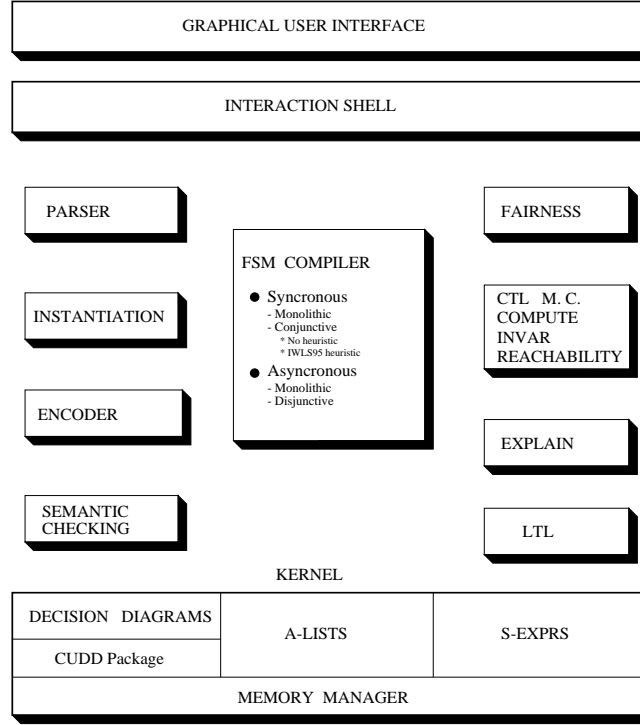 GRAPHICAL USER INTERFACE
INTERACTION SHELL
PARSER
INSTANTIATION
ENCODER
SEMANTIC
CHECKING
FSM COMPILER
● Syncronous
- Monolithic
- Conjunctive
* No heuristic
* IWLS95 heuristic
● Asyncronous
- Monolithic
- Disjunctive
FAIRNESS
CTL M. C.
COMPUTE
INVAR
REACHABILITY
EXPLAIN
LTL
KERNEL
DECISION DIAGRAMS
CUDD Package
A-LISTS
S-EXPRS
MEMORY MANAGER